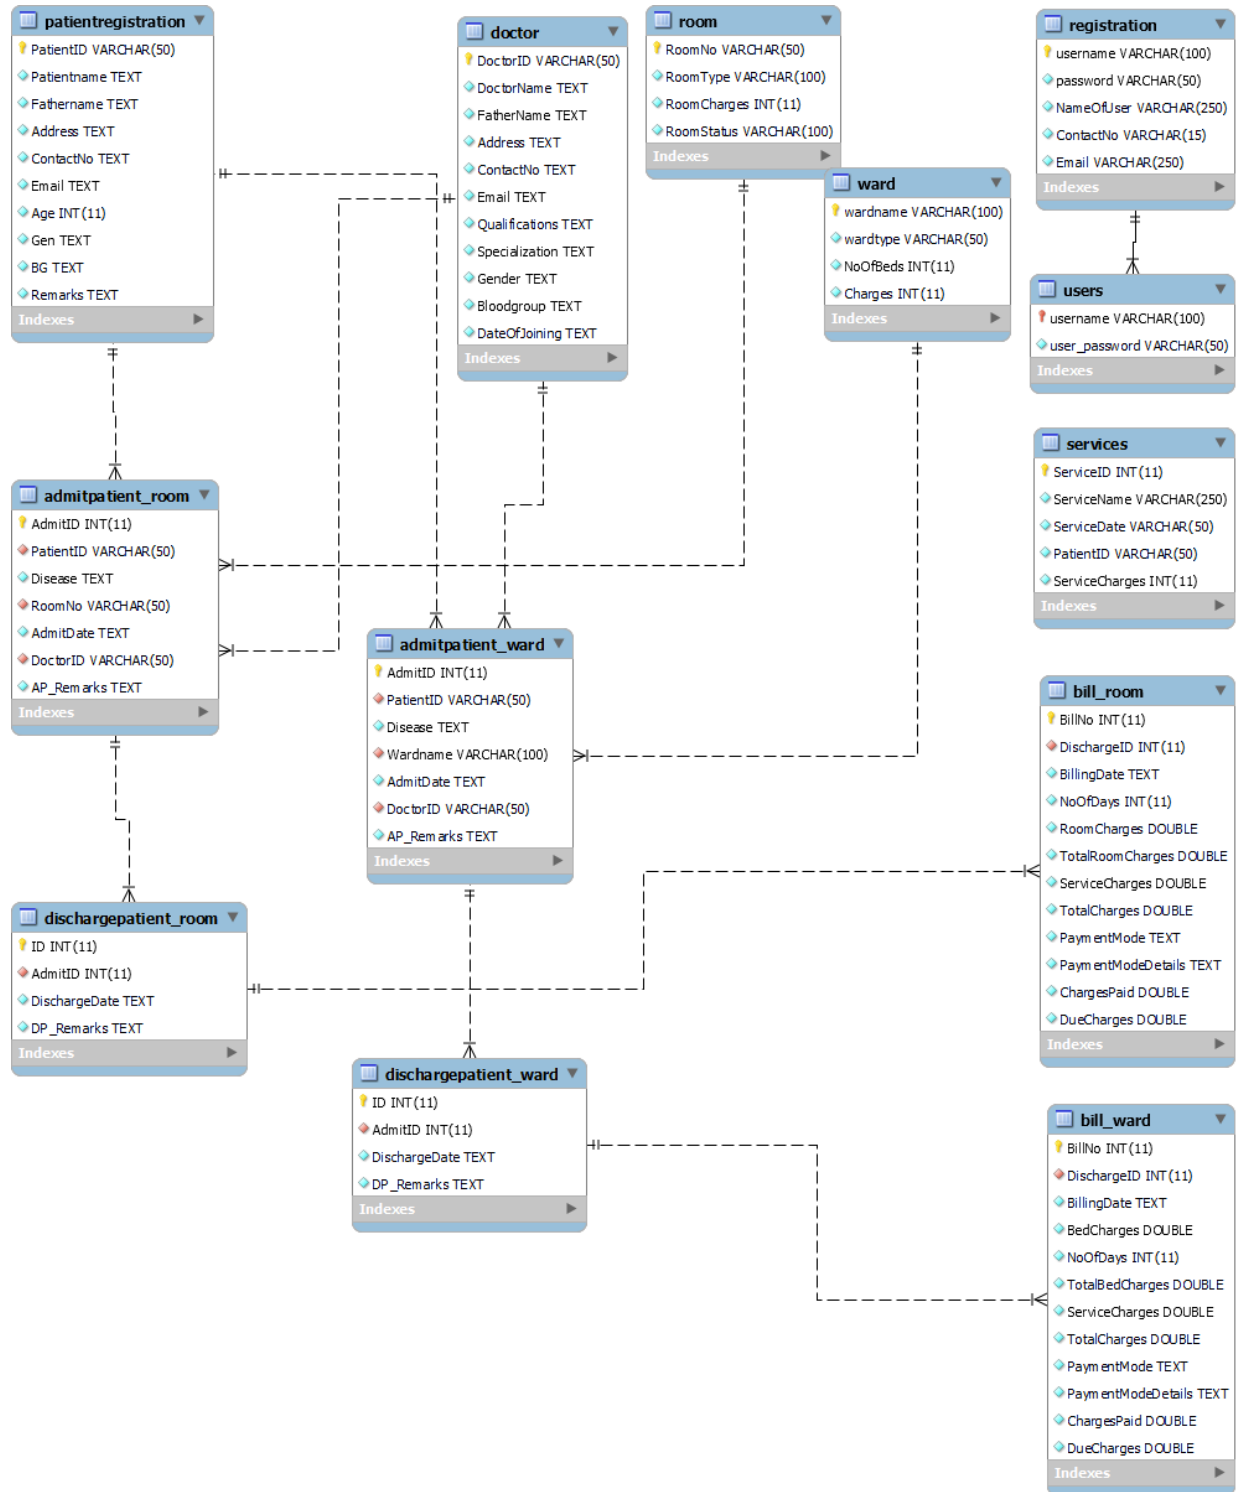 patientregistration
PatientID VARCHAR(50)
Patientname TEXT
Fathername TEXT
Address TEXT
ContactNo TEXT
Email TEXT
Age INT(11)
Gen TEXT
BG TEXT
Remarks TEXT
Indexes
doctor
DoctorID VARCHAR(50)
DoctorName TEXT
FatherName TEXT
Address TEXT
ContactNo TEXT
Email TEXT
Qualifications TEXT
Specialization TEXT
Gender TEXT
Bloodgroup TEXT
DateOfJoining TEXT
Indexes
room
RoomNo VARCHAR(50)
RoomType VARCHAR(100)
RoomCharges INT(11)
RoomStatus VARCHAR(100)
Indexes
ward
wardname VARCHAR(100)
wardtype VARCHAR(50)
NoOfBeds INT(11)
Charges INT(11)
Indexes
registration
username VARCHAR(100)
password VARCHAR(50)
NameOfUser VARCHAR(250)
ContactNo VARCHAR(15)
Email VARCHAR(250)
Indexes
users
username VARCHAR(100)
user_password VARCHAR(50)
Indexes
services
ServiceID INT(11)
ServiceName VARCHAR(250)
ServiceDate VARCHAR(50)
PatientID VARCHAR(50)
ServiceCharges INT(11)
Indexes
admitpatient_room
AdmitID INT(11)
PatientID VARCHAR(50)
Disease TEXT
RoomNo VARCHAR(50)
AdmitDate TEXT
DoctorID VARCHAR(50)
AP_Remarks TEXT
Indexes
admitpatient_ward
AdmitID INT(11)
PatientID VARCHAR(50)
Disease TEXT
Wardname VARCHAR(100)
AdmitDate TEXT
DoctorID VARCHAR(50)
AP_Remarks TEXT
Indexes
bill_room
BillNo INT(11)
DischargeID INT(11)
BillingDate TEXT
NoOfDays INT(11)
RoomCharges DOUBLE
TotalRoomCharges DOUBLE
ServiceCharges DOUBLE
TotalCharges DOUBLE
PaymentMode TEXT
PaymentModeDetails TEXT
ChargesPaid DOUBLE
DueCharges DOUBLE
Indexes
dischargepatient_room
ID INT(11)
AdmitID INT(11)
DischargeDate TEXT
DP_Remarks TEXT
Indexes
dischargepatient_ward
ID INT(11)
AdmitID INT(11)
DischargeDate TEXT
DP_Remarks TEXT
Indexes
bill_ward
BillNo INT(11)
DischargeID INT(11)
BillingDate TEXT
BedCharges DOUBLE
NoOfDays INT(11)
TotalBedCharges DOUBLE
ServiceCharges DOUBLE
TotalCharges DOUBLE
PaymentMode TEXT
PaymentModeDetails TEXT
ChargesPaid DOUBLE
DueCharges DOUBLE
Indexes